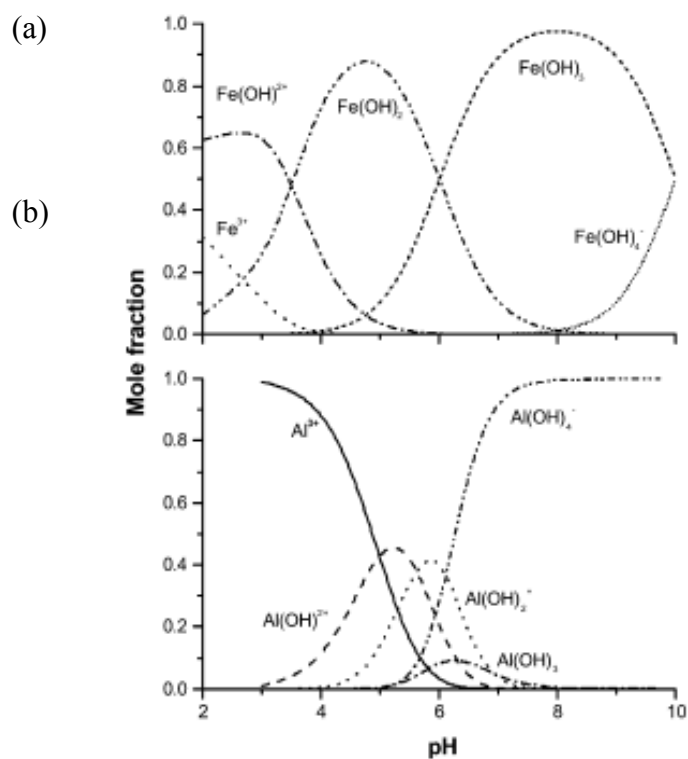 (a)
(b)
Mole fraction
1.0
0.8
0.6
0.4
0.2
0.0
Fe(OH)²⁺
Fe³⁺
Fe(OH)₂
Fe(OH)₃
Fe(OH)₄⁻
1.0
0.8
0.6
0.4
0.2
0.0
Al³⁺
Al(OH)²⁺
Al(OH)₂⁺
Al(OH)₃
Al(OH)₄⁻
2 4 6 8 10
pH